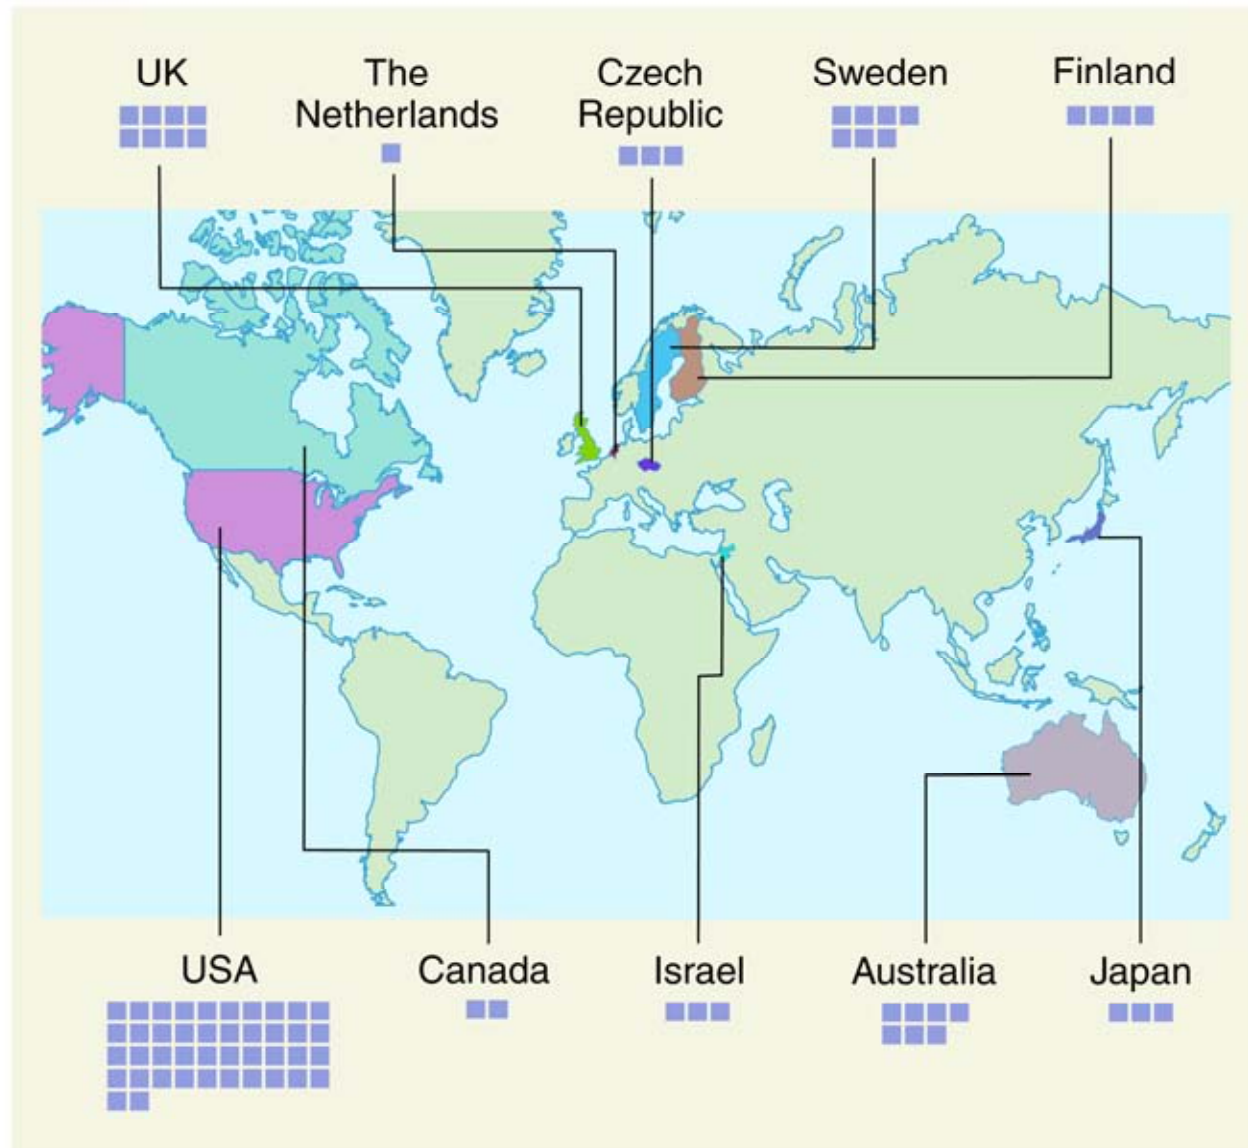 UK
The
Netherlands
Czech
Republic
Sweden
Finland
USA
Canada
Israel
Australia
Japan